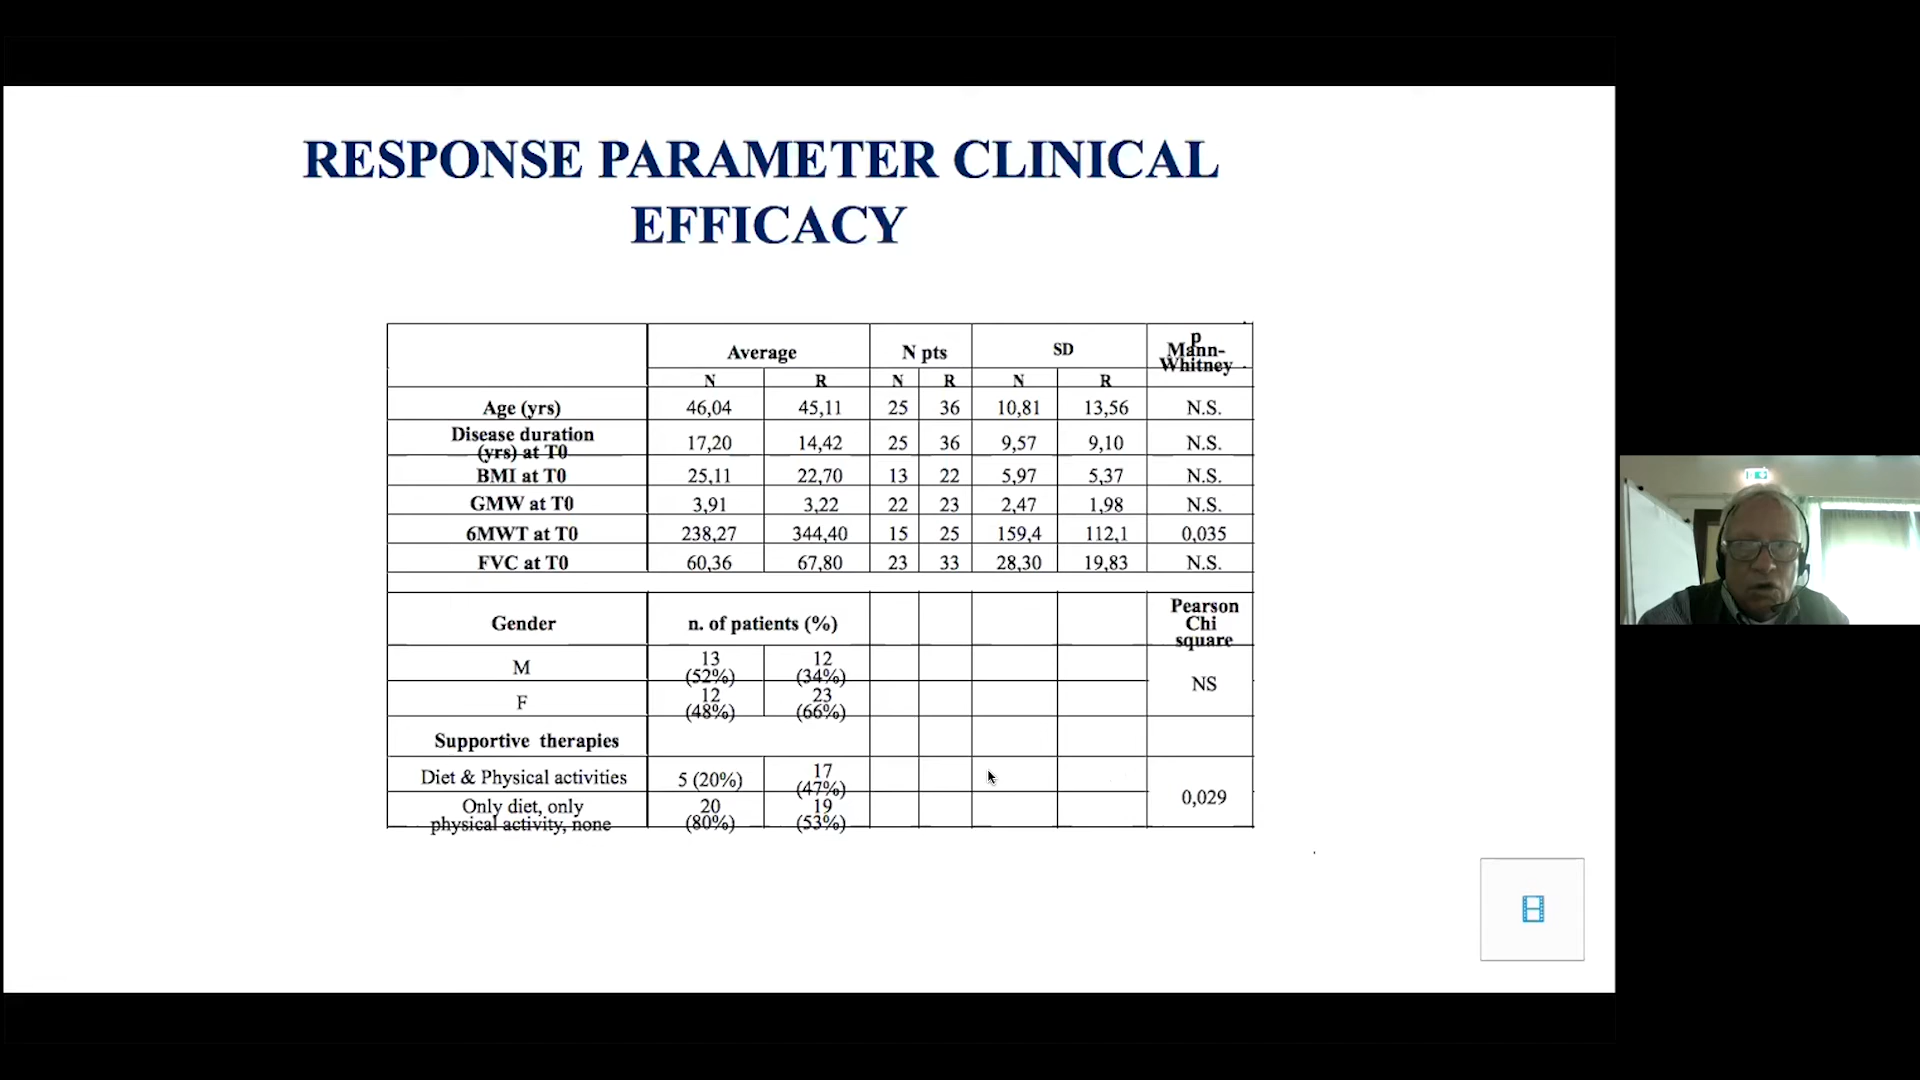 RESPONSE PARAMETER CLINICAL
EFFICACY
Average N pts SD p Mann-Whitney
N R N R N R
Age (yrs) 46,04 45,11 25 36 10,81 13,56 N.S.
Disease duration (yrs) at T0 17,20 14,42 25 36 9,57 9,10 N.S.
BMI at T0 25,11 22,70 13 22 5,97 5,37 N.S.
GMW at T0 3,91 3,22 22 23 2,47 1,98 N.S.
6MWT at T0 238,27 344,40 15 25 159,4 112,1 0,035
FVC at T0 60,36 67,80 23 33 28,30 19,83 N.S.
Gender n. of patients (%) Pearson Chi square
M 13 (52%) 12 (34%) NS
F 12 (48%) 23 (66%)
Supportive therapies
Diet & Physical activities 5 (20%) 17 (47%) 0,029
Only diet, only physical activity, none 20 (80%) 19 (53%)